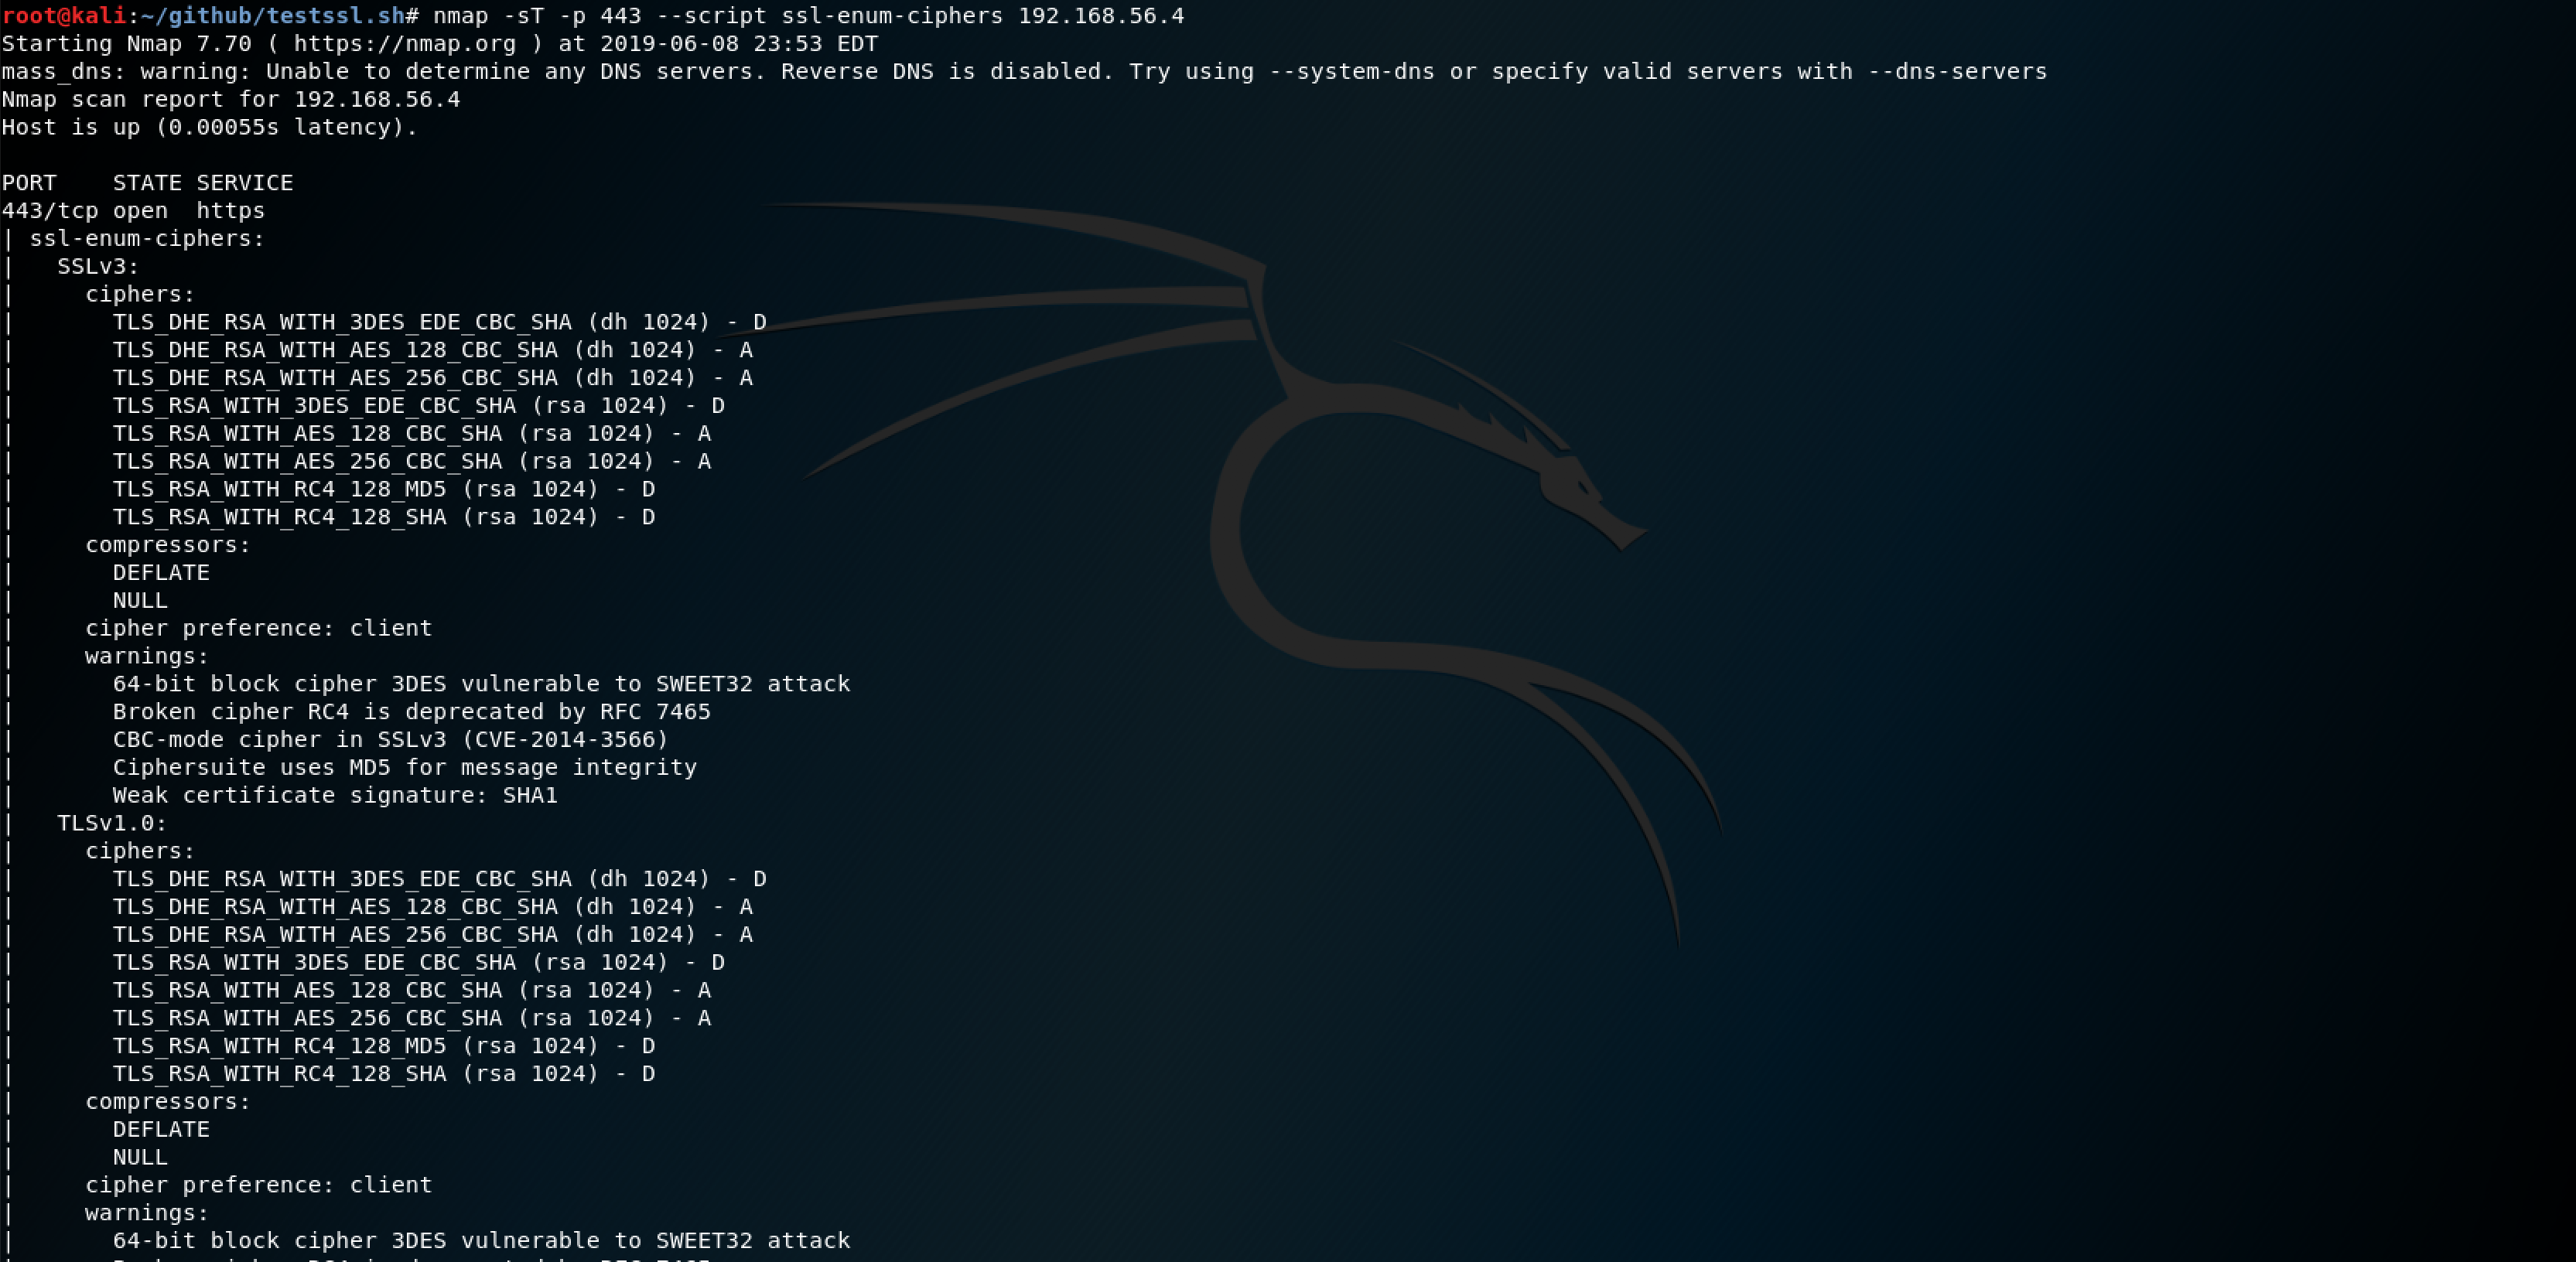 root@kali:~/github/testssl.sh# nmap -sT -p 443 --script ssl-enum-ciphers 192.168.56.4
Starting Nmap 7.70 ( https://nmap.org ) at 2019-06-08 23:53 EDT
mass_dns: warning: Unable to determine any DNS servers. Reverse DNS is disabled. Try using --system-dns or specify valid servers with --dns-servers
Nmap scan report for 192.168.56.4
Host is up (0.00055s latency).

PORT    STATE SERVICE
443/tcp open  https
| ssl-enum-ciphers:
|   SSLv3:
|     ciphers:
|       TLS_DHE_RSA_WITH_3DES_EDE_CBC_SHA (dh 1024) - D
|       TLS_DHE_RSA_WITH_AES_128_CBC_SHA (dh 1024) - A
|       TLS_DHE_RSA_WITH_AES_256_CBC_SHA (dh 1024) - A
|       TLS_RSA_WITH_3DES_EDE_CBC_SHA (rsa 1024) - D
|       TLS_RSA_WITH_AES_128_CBC_SHA (rsa 1024) - A
|       TLS_RSA_WITH_AES_256_CBC_SHA (rsa 1024) - A
|       TLS_RSA_WITH_RC4_128_MD5 (rsa 1024) - D
|       TLS_RSA_WITH_RC4_128_SHA (rsa 1024) - D
|     compressors:
|       DEFLATE
|       NULL
|     cipher preference: client
|     warnings:
|       64-bit block cipher 3DES vulnerable to SWEET32 attack
|       Broken cipher RC4 is deprecated by RFC 7465
|       CBC-mode cipher in SSLv3 (CVE-2014-3566)
|       Ciphersuite uses MD5 for message integrity
|       Weak certificate signature: SHA1
|   TLSv1.0:
|     ciphers:
|       TLS_DHE_RSA_WITH_3DES_EDE_CBC_SHA (dh 1024) - D
|       TLS_DHE_RSA_WITH_AES_128_CBC_SHA (dh 1024) - A
|       TLS_DHE_RSA_WITH_AES_256_CBC_SHA (dh 1024) - A
|       TLS_RSA_WITH_3DES_EDE_CBC_SHA (rsa 1024) - D
|       TLS_RSA_WITH_AES_128_CBC_SHA (rsa 1024) - A
|       TLS_RSA_WITH_AES_256_CBC_SHA (rsa 1024) - A
|       TLS_RSA_WITH_RC4_128_MD5 (rsa 1024) - D
|       TLS_RSA_WITH_RC4_128_SHA (rsa 1024) - D
|     compressors:
|       DEFLATE
|       NULL
|     cipher preference: client
|     warnings:
|       64-bit block cipher 3DES vulnerable to SWEET32 attack